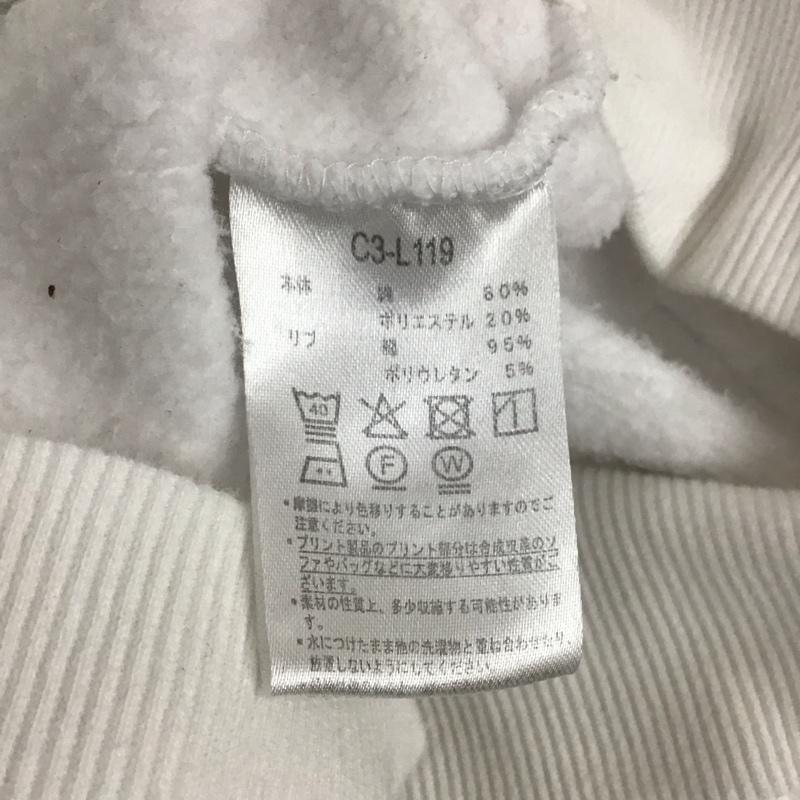 C3-L119
本体 綿 80%
ポリエステル 20%
リブ 綿 95%
ポリウレタン 5%
40
F W
・摩擦により色移りすることがありますのでご
注意ください。
・プリント製品のプリント部分は合成皮革のソ
ファやバッグなどに大変移りやすい性質がご
ざいます。
・素材の性質上、多少収縮する可能性がありま
す。
・水につけたまま他の洗濯物と重ね合わせたり、
放置しないようにしてください。